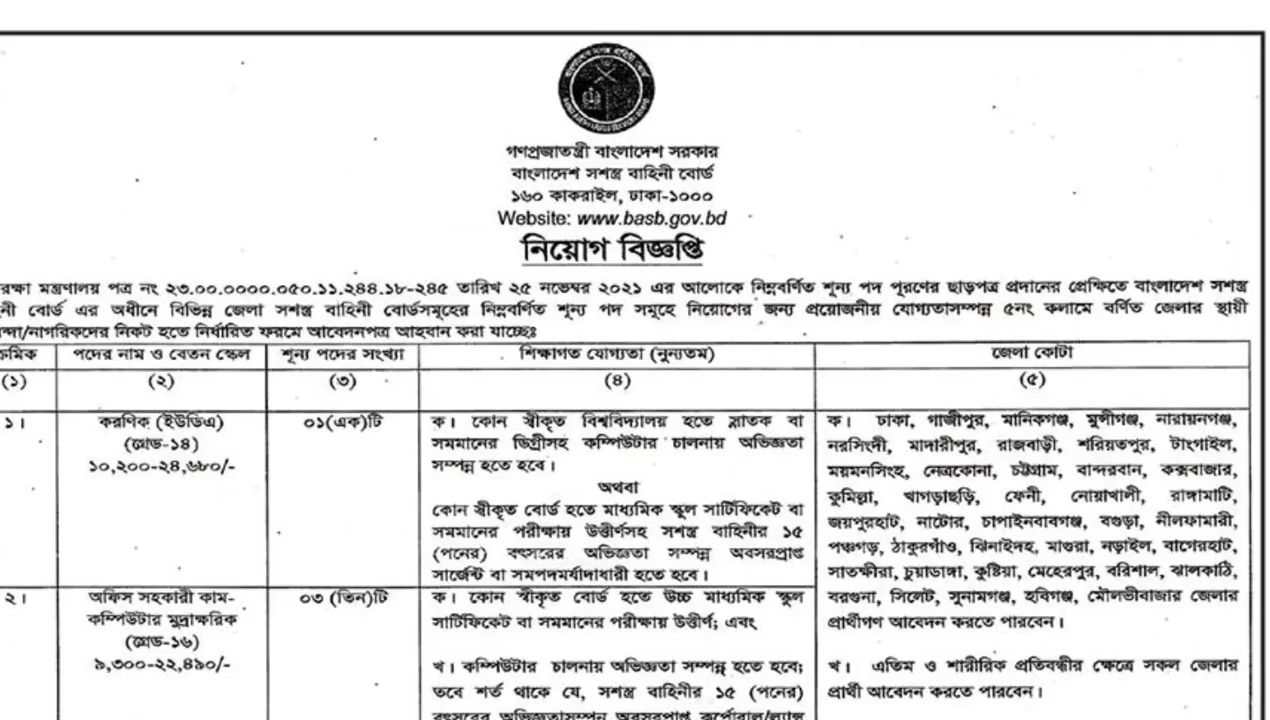 গণপ্রজাতন্ত্রী বাংলাদেশ সরকার
বাংলাদেশ সশস্ত্র বাহিনী বোর্ড
১৬০ কাকরাইল, ঢাকা-১০০০
Website: www.basb.gov.bd
নিয়োগ বিজ্ঞপ্তি
রক্ষা মন্ত্রণালয় পত্র নং ২৩.০০.০০০০.০৫০.১১.২৪৪.১৮-২৪৫ তারিখ ২৫ নভেম্বর ২০২১ এর আলোকে নিম্নবর্ণিত শূন্য পদ পূরণের ছাড়পত্র প্রদানের প্রেক্ষিতে বাংলাদেশ সশস্ত্র
নী বোর্ড এর অধীনে বিভিন্ন জেলা সশস্ত্র বাহিনী বোর্ডসমূহের নিম্নবর্ণিত শূন্য পদ সমূহে নিয়োগের জন্য প্রয়োজনীয় যোগ্যতাসম্পন্ন ৫নং কলামে বর্ণিত জেলার স্থায়ী
ন্দা/নাগরিকদের নিকট হতে নির্ধারিত ফরমে আবেদনপত্র আহবান করা যাচ্ছেঃ
ক্রমিক পদের নাম ও বেতন স্কেল শূন্য পদের সংখ্যা শিক্ষাগত যোগ্যতা (নুন্যতম) জেলা কোটা
(১) (২) (৩) (৪) (৫)
১। করণিক (ইউডিএ)
(গ্রেড-১৪)
১০,২০০-২৪,৬৮০/-
০১(এক)টি
ক। কোন স্বীকৃত বিশ্ববিদ্যালয় হতে স্নাতক বা
সমমানের ডিগ্রীসহ কম্পিউটার চালনায় অভিজ্ঞতা
সম্পন্ন হতে হবে।
অথবা
কোন স্বীকৃত বোর্ড হতে মাধ্যমিক স্কুল সার্টিফিকেট বা
সমমানের পরীক্ষায় উত্তীর্ণসহ সশস্ত্র বাহিনীর ১৫
(পনের) বৎসরের অভিজ্ঞতা সম্পন্ন অবসরপ্রাপ্ত
সার্জেন্ট বা সমপদমর্যাদাধারী হতে হবে।
ক। ঢাকা, গাজীপুর, মানিকগঞ্জ, মুন্সীগঞ্জ, নারায়নগঞ্জ,
নরসিংদী, মাদারীপুর, রাজবাড়ী, শরিয়তপুর, টাংগাইল,
ময়মনসিংহ, নেত্রকোনা, চট্টগ্রাম, বান্দরবান, কক্সবাজার,
কুমিল্লা, খাগড়াছড়ি, ফেনী, নোয়াখালী, রাঙ্গামাটি,
জয়পুরহাট, নাটোর, চাপাইনবাবগঞ্জ, বগুড়া, নীলফামারী,
পঞ্চগড়, ঠাকুরগাঁও, ঝিনাইদহ, মাগুরা, নড়াইল, বাগেরহাট,
সাতক্ষীরা, চুয়াডাঙ্গা, কুষ্টিয়া, মেহেরপুর, বরিশাল, ঝালকাঠি,
বরগুনা, সিলেট, সুনামগঞ্জ, হবিগঞ্জ, মৌলভীবাজার জেলার
প্রার্থীগণ আবেদন করতে পারবেন।
খ। এতিম ও শারীরিক প্রতিবন্ধীর ক্ষেত্রে সকল জেলার
প্রার্থী আবেদন করতে পারবেন।
২। অফিস সহকারী কাম-
কম্পিউটার মুদ্রাক্ষরিক
(গ্রেড-১৬)
৯,৩০০-২২,৪৯০/-
০৩ (তিন)টি
ক। কোন স্বীকৃত বোর্ড হতে উচ্চ মাধ্যমিক স্কুল
সার্টিফিকেট বা সমমানের পরীক্ষায় উত্তীর্ণ; এবং
খ। কম্পিউটার চালনায় অভিজ্ঞতা সম্পন্ন হতে হবে;
তবে শর্ত থাকে যে, সশস্ত্র বাহিনীর ১৫ (পনের)
বৎসরের অভিজ্ঞতাসম্পন্ন অবসরপ্রাপ্ত কর্পোরাল/ল্যান্স